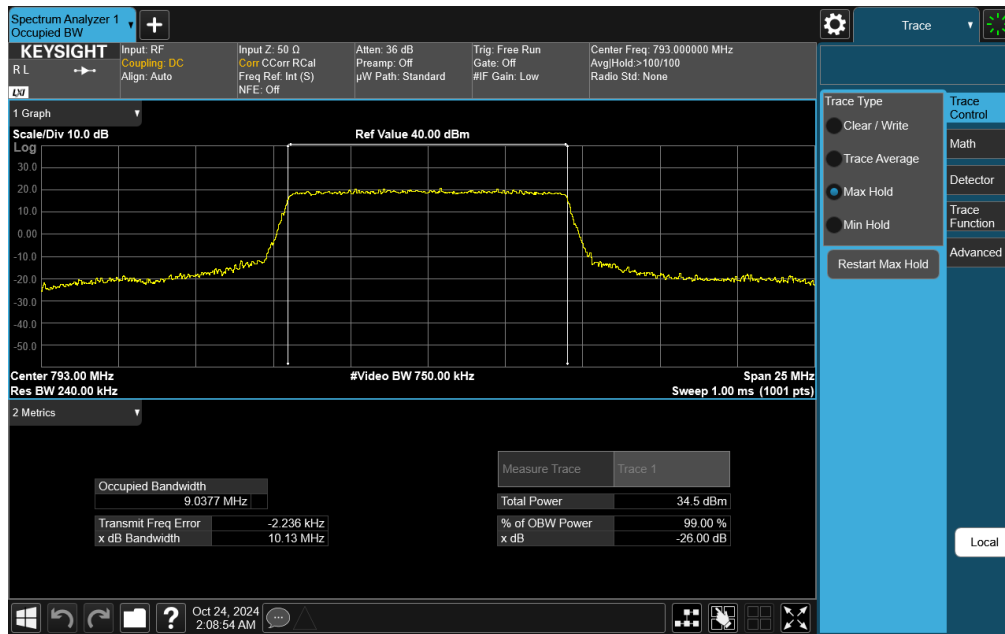 Spectrum Analyzer 1
Occupied BW
Trace
KEYSIGHT
R L
LXI
Input: RF
Coupling: DC
Align: Auto
Input Z: 50 Ω
Corr CCorr RCal
Freq Ref: Int (S)
NFE: Off
Atten: 36 dB
Preamp: Off
µW Path: Standard
Trig: Free Run
Gate: Off
#IF Gain: Low
Center Freq: 793.000000 MHz
Avg|Hold:>100/100
Radio Std: None
1 Graph
Scale/Div 10.0 dB
Ref Value 40.00 dBm
Log
30.0
20.0
10.0
0.00
-10.0
-20.0
-30.0
-40.0
-50.0
Center 793.00 MHz
#Video BW 750.00 kHz
Span 25 MHz
Res BW 240.00 kHz
Sweep 1.00 ms (1001 pts)
2 Metrics
Occupied Bandwidth
9.0377 MHz
Transmit Freq Error -2.236 kHz
x dB Bandwidth 10.13 MHz
Measure Trace Trace 1
Total Power 34.5 dBm
% of OBW Power 99.00 %
x dB -26.00 dB
Trace Type
Clear / Write
Trace Average
Max Hold
Min Hold
Restart Max Hold
Trace
Control
Math
Detector
Trace
Function
Advanced
Local
?
Oct 24, 2024
2:08:54 AM